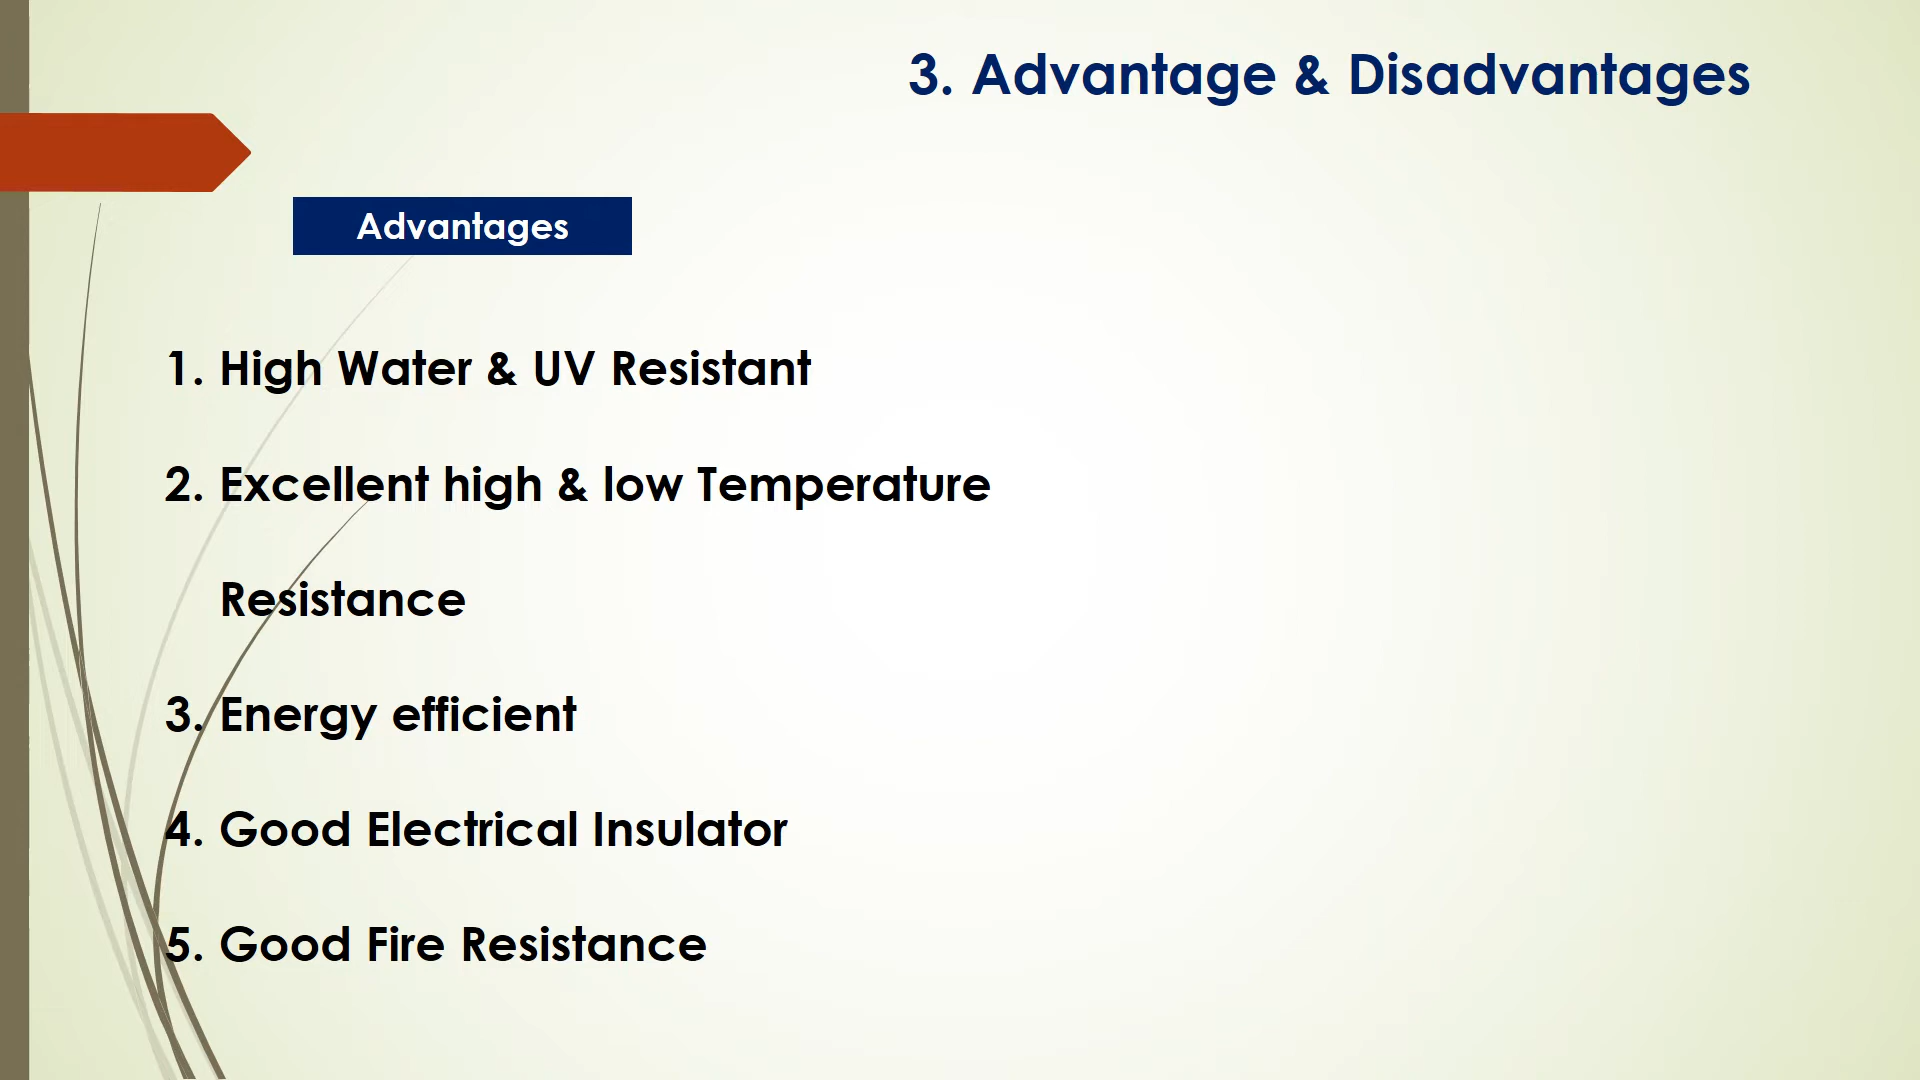 3. Advantage & Disadvantages
Advantages
1. High Water & UV Resistant
2. Excellent high & low Temperature
Resistance
3. Energy efficient
4. Good Electrical Insulator
5. Good Fire Resistance